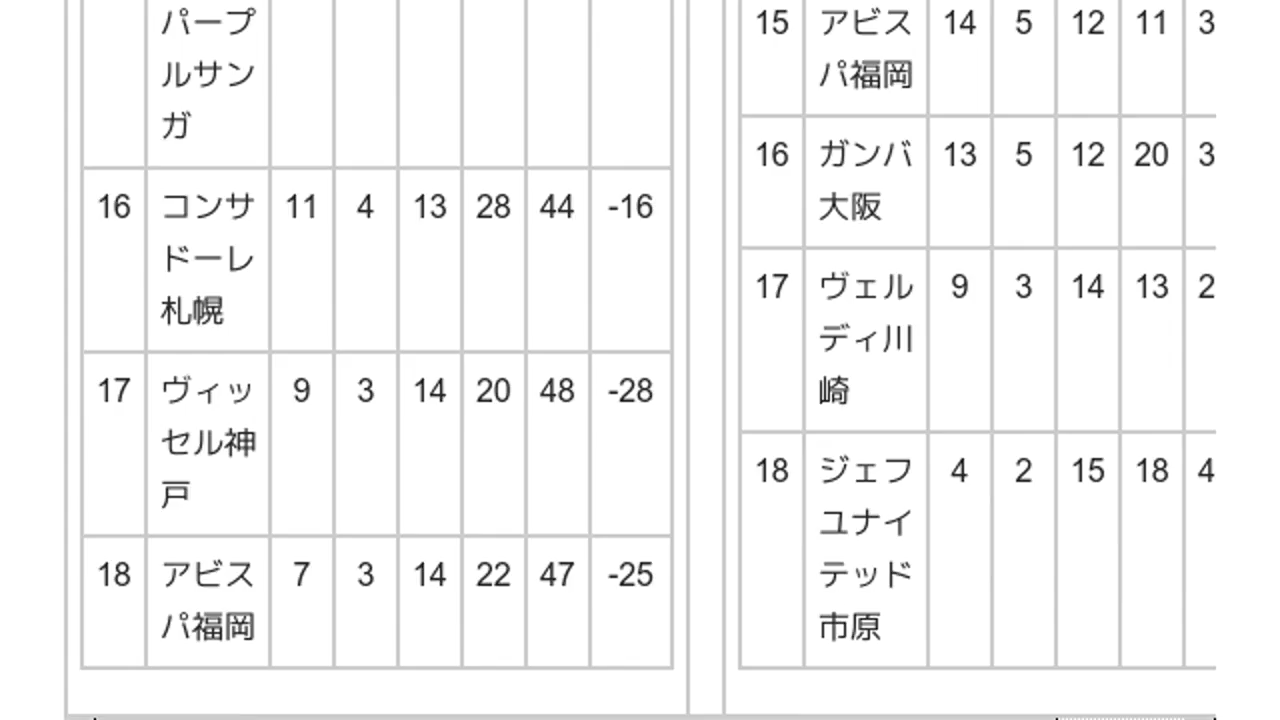 パープ
ルサン
ガ
16 コンサ 11 4 13 28 44 -16
ドーレ
札幌
17 ヴィッ 9 3 14 20 48 -28
セル神
戸
18 アビス 7 3 14 22 47 -25
パ福岡
15 アビス 14 5 12 11 3
パ福岡
16 ガンバ 13 5 12 20 3
大阪
17 ヴェル 9 3 14 13 2
ディ川
崎
18 ジェフ 4 2 15 18 4
ユナイ
テッド
市原